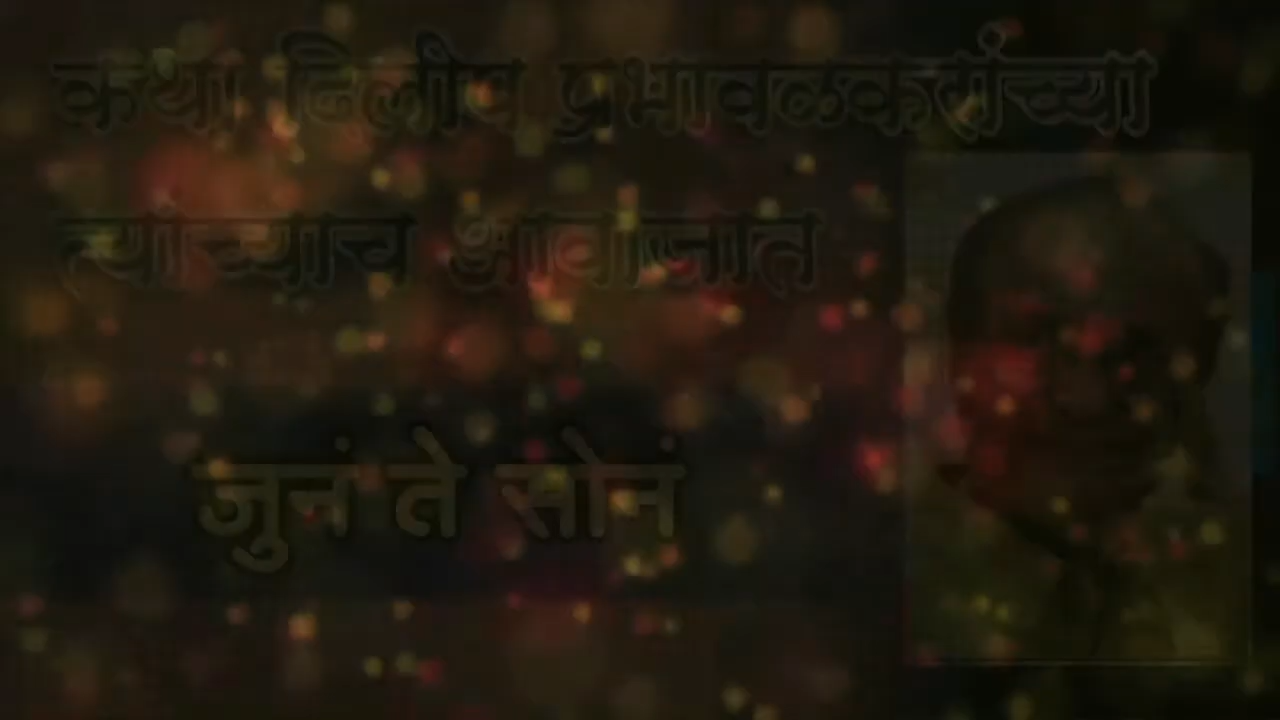 कथा दिलीप प्रभावळकरांच्या
त्यांच्याच आवाजात
जुनं ते सोनं